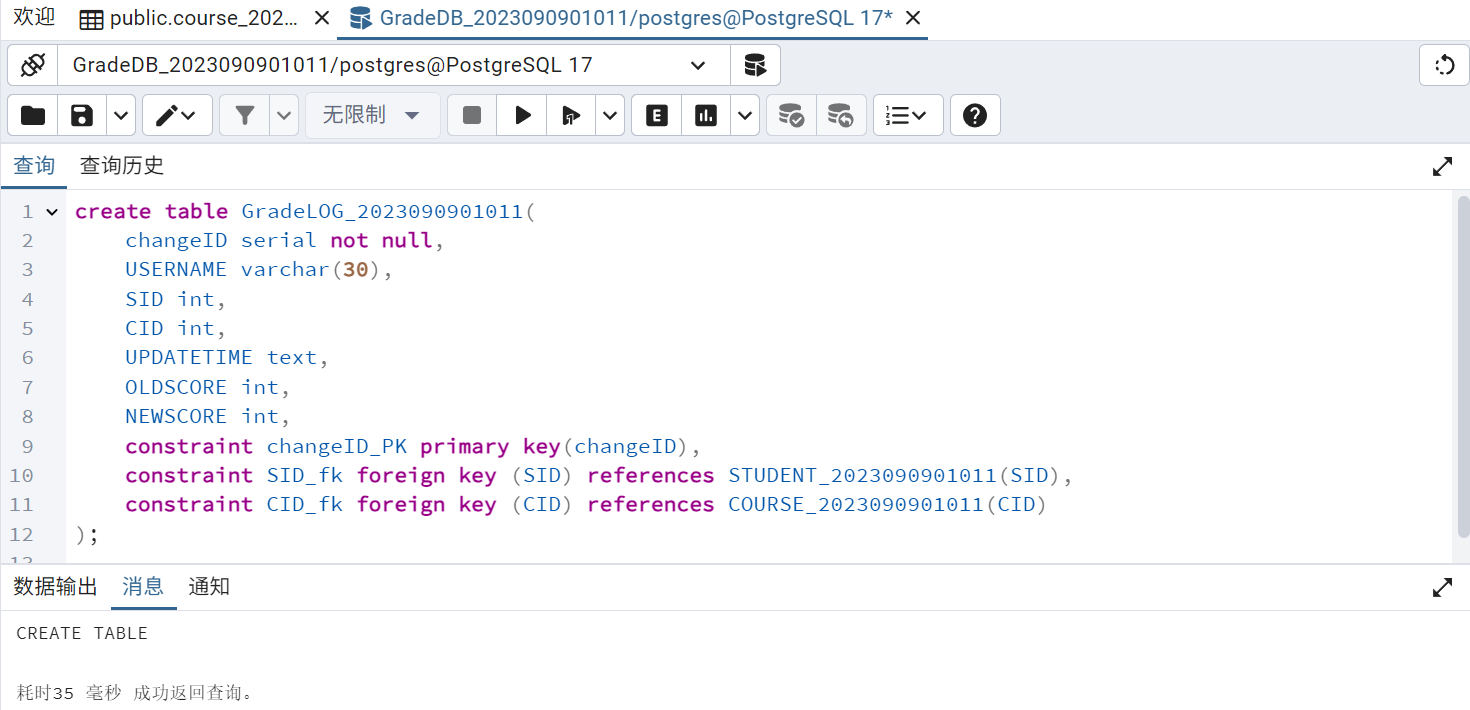 欢迎 public.course_202... GradeDB_2023090901011/postgres@PostgreSQL 17*
GradeDB_2023090901011/postgres@PostgreSQL 17
无限制
查询 查询历史
1 create table GradeLOG_2023090901011(
2 changeID serial not null,
3 USERNAME varchar(30),
4 SID int,
5 CID int,
6 UPDATETIME text,
7 OLDSCORE int,
8 NEWSCORE int,
9 constraint changeID_PK primary key(changeID),
10 constraint SID_fk foreign key (SID) references STUDENT_2023090901011(SID),
11 constraint CID_fk foreign key (CID) references COURSE_2023090901011(CID)
12 );
数据输出 消息 通知
CREATE TABLE
耗时35 毫秒 成功返回查询。